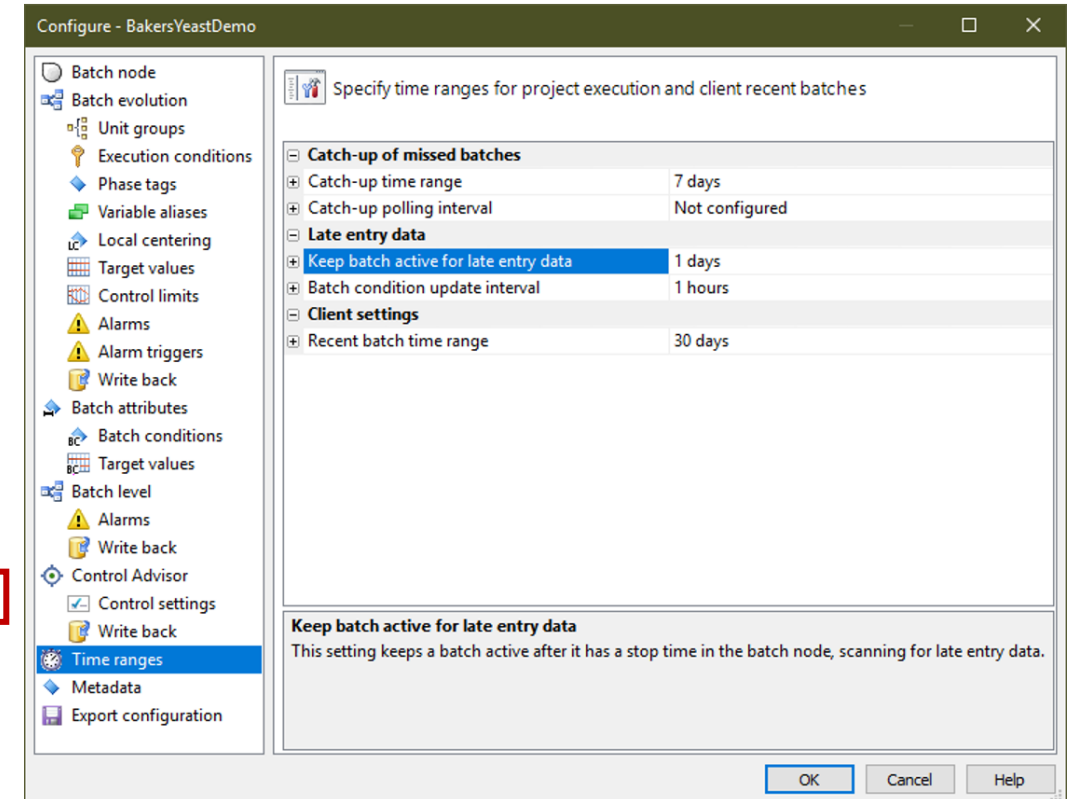 Configure - BakersYeastDemo
Batch node
Batch evolution
Unit groups
Execution conditions
Phase tags
Variable aliases
LC Local centering
Target values
Control limits
Alarms
Alarm triggers
Write back
Batch attributes
BC Batch conditions
BC Target values
Batch level
Alarms
Write back
Control Advisor
Control settings
Write back
Time ranges
Metadata
Export configuration
Specify time ranges for project execution and client recent batches
Catch-up of missed batches
Catch-up time range 7 days
Catch-up polling interval Not configured
Late entry data
Keep batch active for late entry data 1 days
Batch condition update interval 1 hours
Client settings
Recent batch time range 30 days
Keep batch active for late entry data
This setting keeps a batch active after it has a stop time in the batch node, scanning for late entry data.
OK Cancel Help